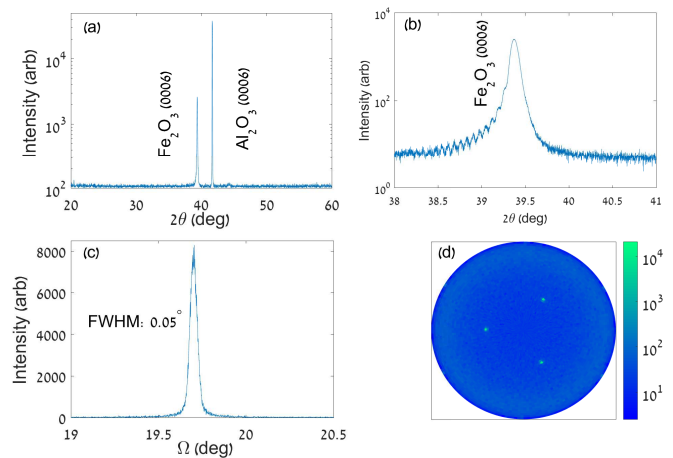 (a)
Intensity (arb)
10^4
10^3
10^2
Fe2O3 (0006)
Al2O3 (0006)
20 30 40 50 60
2θ (deg)
(b)
Intensity (arb)
10^4
10^2
10^0
Fe2O3 (0006)
38 38.5 39 39.5 40 40.5 41
2θ (deg)
(c)
Intensity (arb)
8000
6000
4000
2000
0
FWHM: 0.05°
19 19.5 20 20.5
Ω (deg)
(d)
10^4
10^3
10^2
10^1